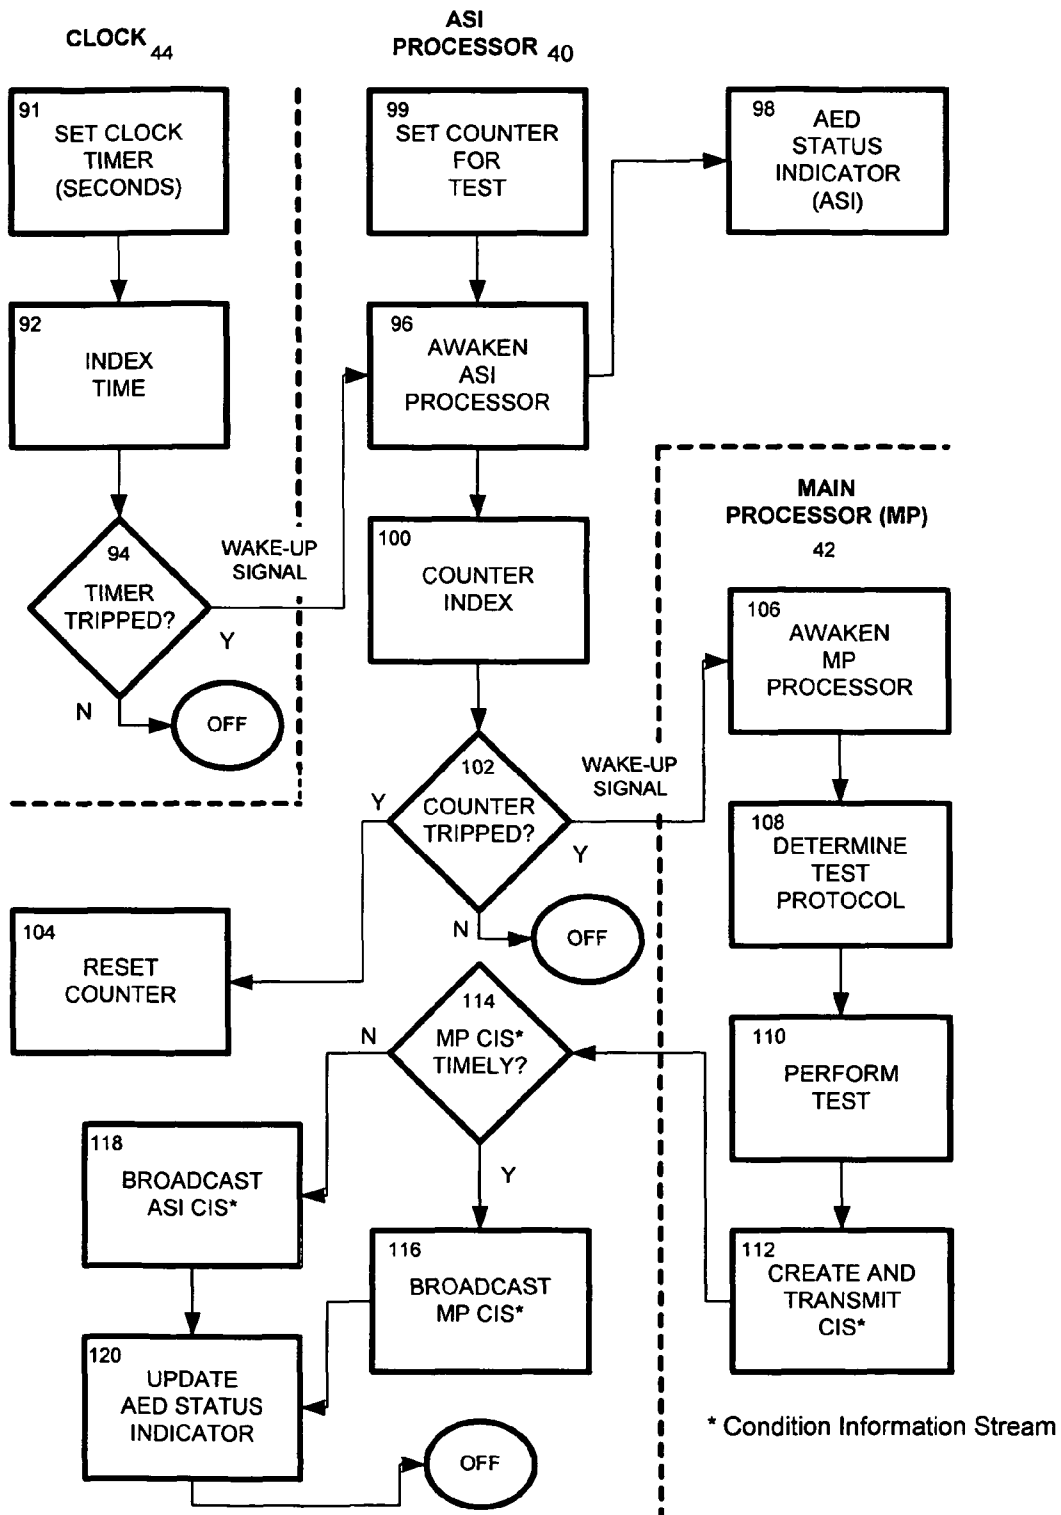 CLOCK 44
ASI
PROCESSOR 40
91
SET CLOCK
TIMER
(SECONDS)
99
SET COUNTER
FOR
TEST
98
AED
STATUS
INDICATOR
(ASI)
92
INDEX
TIME
96
AWAKEN
ASI
PROCESSOR
94
TIMER
TRIPPED?
WAKE-UP
SIGNAL
Y
N
OFF
100
COUNTER
INDEX
MAIN
PROCESSOR (MP)
42
106
AWAKEN
MP
PROCESSOR
102
COUNTER
TRIPPED?
Y
WAKE-UP
SIGNAL
Y
N
OFF
108
DETERMINE
TEST
PROTOCOL
104
RESET
COUNTER
114
MP CIS*
TIMELY?
N
Y
110
PERFORM
TEST
118
BROADCAST
ASI CIS*
116
BROADCAST
MP CIS*
112
CREATE AND
TRANSMIT
CIS*
120
UPDATE
AED STATUS
INDICATOR
OFF
* Condition Information Stream